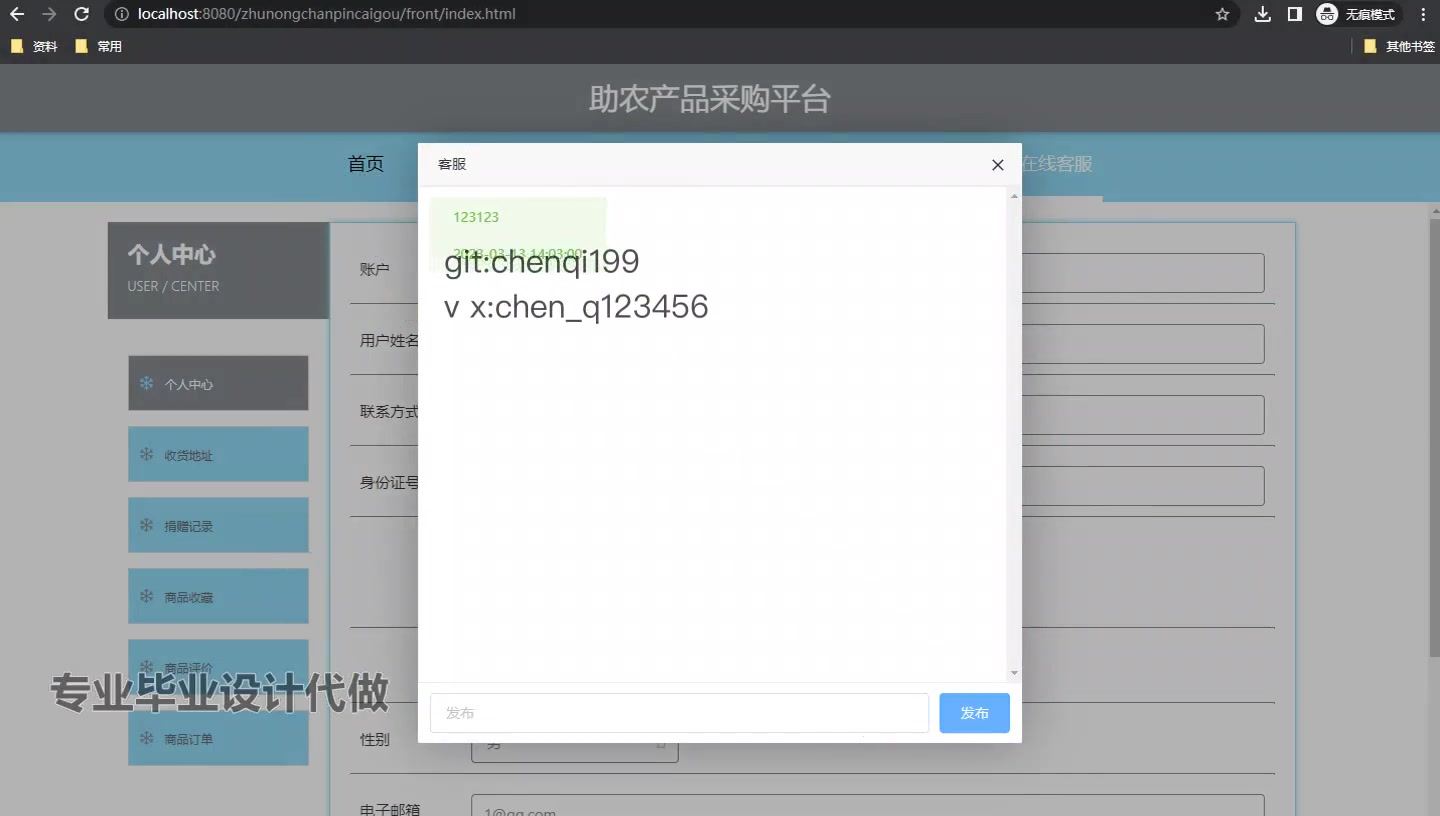 localhost:8080/zhunongchanpincaigou/front/index.html
无痕模式
资料
常用
其他书签
助农产品采购平台
首页
在线客服
客服
123123
2023-03-13 14:03:00
git:chenqi199
v x:chen_q123456
发布
发布
个人中心
USER / CENTER
个人中心
收货地址
捐赠记录
商品收藏
商品评价
商品订单
专业毕业设计代做
账户
用户姓名
联系方式
身份证号
性别
男
电子邮箱
1@qq.com